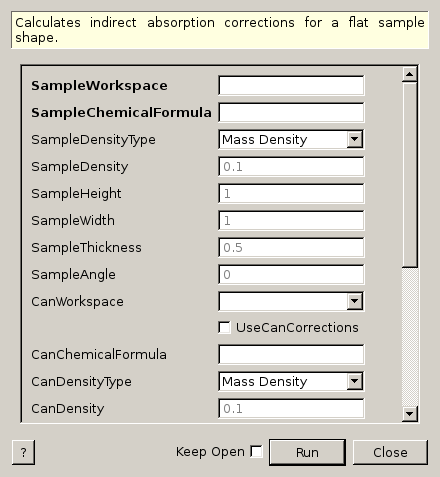 Calculates indirect absorption corrections for a flat sample
shape.
SampleWorkspace
SampleChemicalFormula
SampleDensityType Mass Density
SampleDensity 0.1
SampleHeight 1
SampleWidth 1
SampleThickness 0.5
SampleAngle 0
CanWorkspace
UseCanCorrections
CanChemicalFormula
CanDensityType Mass Density
CanDensity 0.1
? Keep Open Run Close